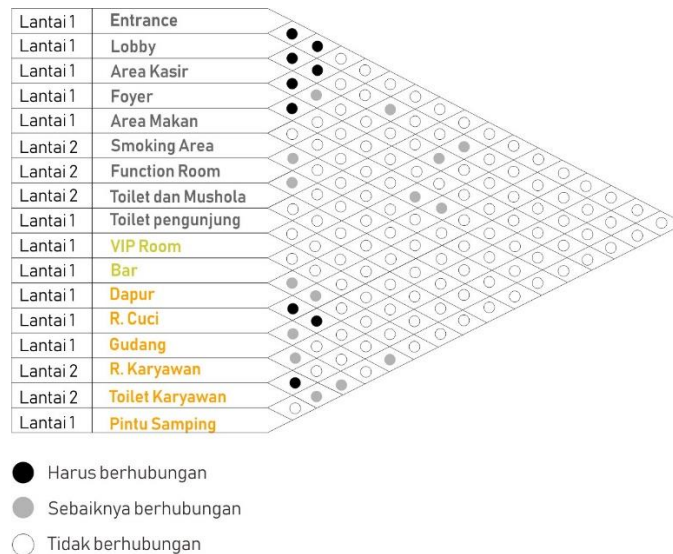 Lantai 1 Entrance
Lantai 1 Lobby
Lantai 1 Area Kasir
Lantai 1 Foyer
Lantai 1 Area Makan
Lantai 2 Smoking Area
Lantai 2 Function Room
Lantai 2 Toilet dan Mushola
Lantai 1 Toilet pengunjung
Lantai 1 VIP Room
Lantai 1 Bar
Lantai 1 Dapur
Lantai 1 R. Cuci
Lantai 1 Gudang
Lantai 2 R. Karyawan
Lantai 2 Toilet Karyawan
Lantai 1 Pintu Samping
Harus berhubungan
Sebaiknya berhubungan
Tidak berhubungan